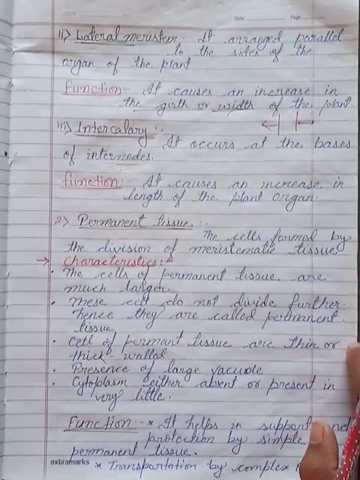 Date
Page
ii) Lateral meristem :- It arranged parallel
to the sides of the
organ of the plant
function :- It causes an increase in
the girth or width of the plant
iii) Intercalary :- It occurs at the bases
of internodes.
function :- It causes an increase in
length of the plant organ.
2) Permanent tissue :-
The cells formed by
the division of meristematic tissue
→ Characteristics :-
• The cells of permanent tissue are
much larger.
• These cell do not divide further.
hence they are called permanent
tissue
• Cell of permant tissue are thin or
thick - walled
• Presence of large vacuole
• Cytoplasm either absent or present in
very little.
Function :- × It helps in support and
protection by simple
permanent tissue.
extramarks × Transportation by complex